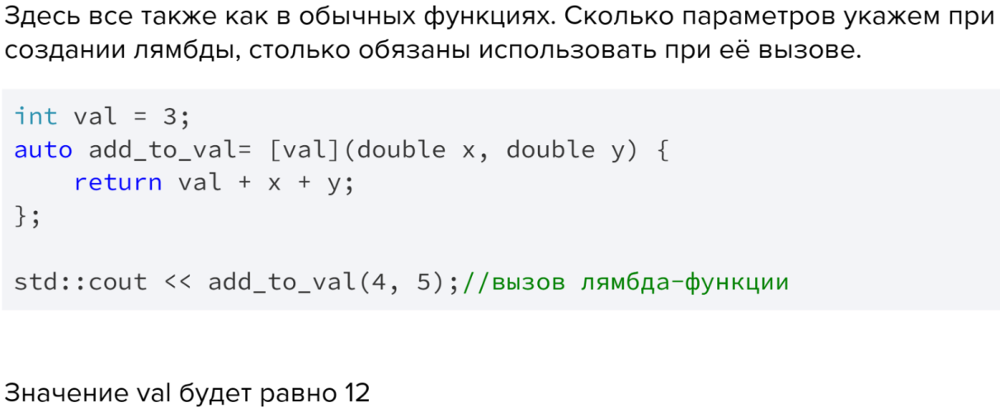 Здесь все также как в обычных функциях. Сколько параметров укажем при
создании лямбды, столько обязаны использовать при её вызове.
int val = 3;
auto add_to_val= [val](double x, double y) {
    return val + x + y;
};
std::cout << add_to_val(4, 5);//вызов лямбда-функции
Значение val будет равно 12